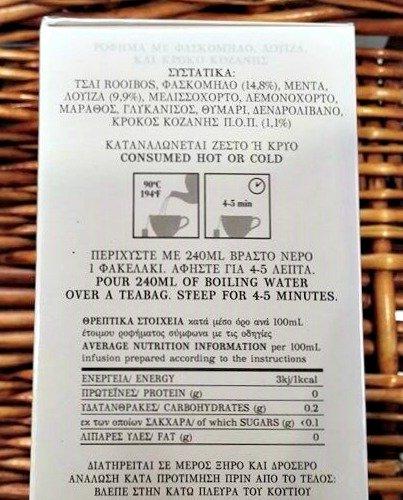 ΡΟΦΗΜΑ ΜΕ ΦΑΣΚΟΜΗΛΟ, ΛΟΥΙΖΑ,
ΚΑΙ ΚΡΟΚΟ ΚΟΖΑΝΗΣ
ΣΥΣΤΑΤΙΚΑ:
ΤΣΑΙ ROOIBOS, ΦΑΣΚΟΜΗΛΟ (14,8%), ΜΕΝΤΑ,
ΛΟΥΙΖΑ (9,9%), ΜΕΛΙΣΣΟΧΟΡΤΟ, ΛΕΜΟΝΟΧΟΡΤΟ,
ΜΑΡΑΘΟΣ, ΓΛΥΚΑΝΙΣΟΣ, ΘΥΜΑΡΙ, ΔΕΝΔΡΟΛΙΒΑΝΟ,
ΚΡΟΚΟΣ ΚΟΖΑΝΗΣ Π.Ο.Π. (1,1%)
ΚΑΤΑΝΑΛΩΝΕΤΑΙ ΖΕΣΤΟ Ή ΚΡΥΟ
CONSUMED HOT OR COLD
90°C
194°F
4-5 min
ΠΕΡΙΧΥΣΤΕ ΜΕ 240ML ΒΡΑΣΤΟ ΝΕΡΟ
1 ΦΑΚΕΛΑΚΙ. ΑΦΗΣΤΕ ΓΙΑ 4-5 ΛΕΠΤΑ.
POUR 240ML OF BOILING WATER
OVER A TEABAG. STEEP FOR 4-5 MINUTES.
ΘΡΕΠΤΙΚΑ ΣΤΟΙΧΕΙΑ κατά μέσο όρο ανά 100mL
έτοιμου ροφήματος σύμφωνα με τις οδηγίες
AVERAGE NUTRITION INFORMATION per 100mL
infusion prepared according to the instructions
ΕΝΕΡΓΕΙΑ/ ENERGY 3kj/1kcal
ΠΡΩΤΕΪΝΕΣ/ PROTEIN (g) 0
ΥΔΑΤΑΝΘΡΑΚΕΣ/ CARBOHYDRATES (g) 0.2
εκ των οποίων ΣΑΚΧΑΡΑ/ of which SUGARS (g) <0.1
ΛΙΠΑΡΕΣ ΥΛΕΣ/ FAT (g) 0
ΔΙΑΤΗΡΕΙΤΑΙ ΣΕ ΜΕΡΟΣ ΞΗΡΟ ΚΑΙ ΔΡΟΣΕΡΟ
ΑΝΑΛΩΣΗ ΚΑΤΑ ΠΡΟΤΙΜΗΣΗ ΠΡΙΝ ΑΠΟ ΤΟ ΤΕΛΟΣ:
ΒΛΕΠΕ ΣΤΗΝ ΚΑΤΩ ΠΛΕΥΡΑ ΤΟΥ ΚΟΥΤΙΟΥ